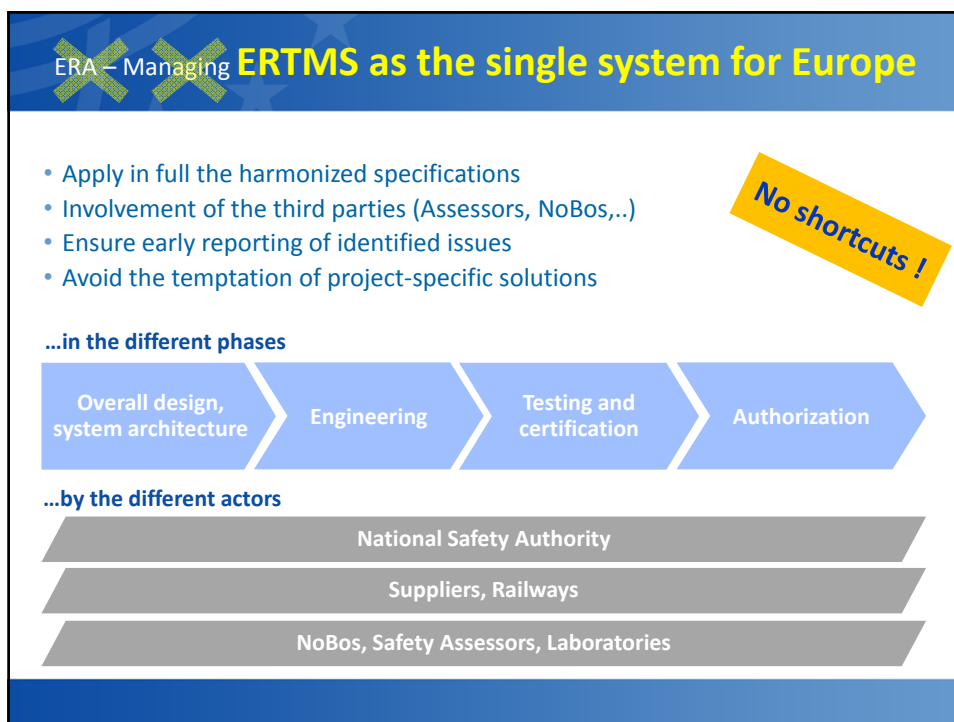 ERA – Managing ERTMS as the single system for Europe
• Apply in full the harmonized specifications
• Involvement of the third parties (Assessors, NoBos,..)
• Ensure early reporting of identified issues
• Avoid the temptation of project-specific solutions
No shortcuts !
...in the different phases
Overall design,
system architecture
Engineering
Testing and
certification
Authorization
...by the different actors
National Safety Authority
Suppliers, Railways
NoBos, Safety Assessors, Laboratories